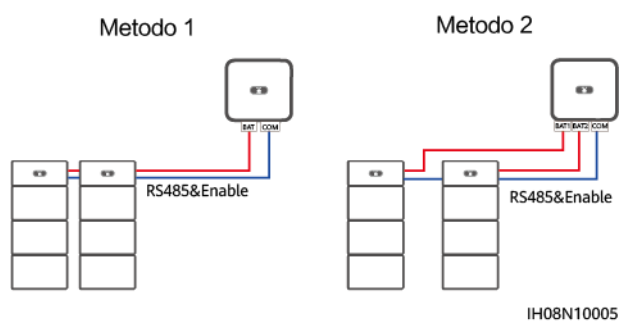 Metodo 1
Metodo 2
BAT COM
BAT1 BAT2 COM
RS485&Enable
RS485&Enable
IH08N10005